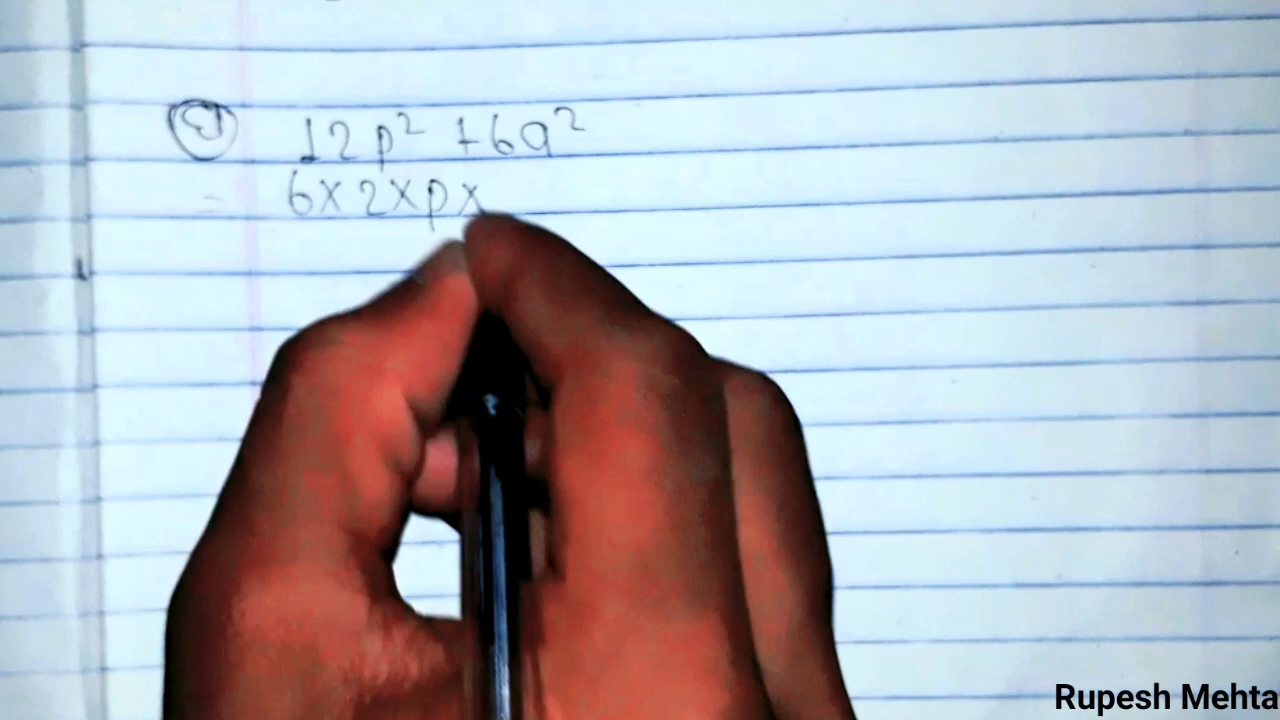 12p² +6q²
= 6×2×p×
Rupesh Mehta